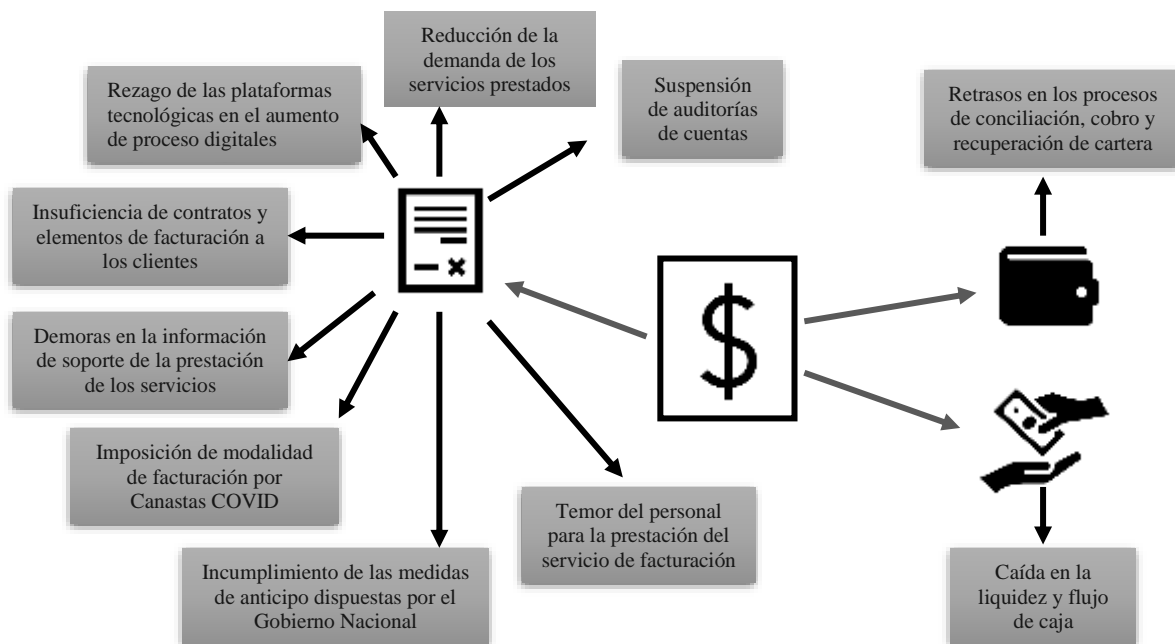 Reducción de la
demanda de los
servicios prestados
Rezago de las plataformas
tecnológicas en el aumento
de proceso digitales
Suspensión
de auditorías
de cuentas
Retrasos en los procesos
de conciliación, cobro y
recuperación de cartera
Insuficiencia de contratos y
elementos de facturación a
los clientes
$
Demoras en la información
de soporte de la prestación
de los servicios
Imposición de modalidad
de facturación por
Canastas COVID
Temor del personal
para la prestación del
servicio de facturación
Incumplimiento de las medidas
de anticipo dispuestas por el
Gobierno Nacional
Caída en la
liquidez y flujo
de caja